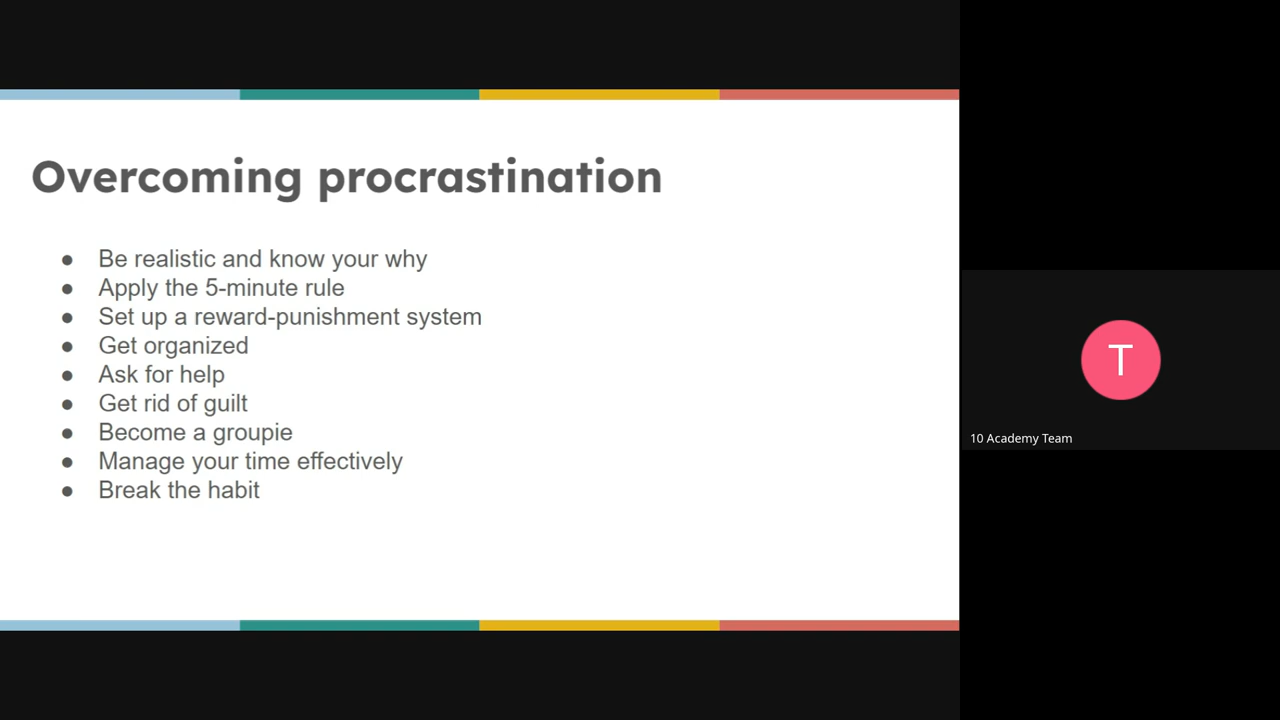 Overcoming procrastination
● Be realistic and know your why
● Apply the 5-minute rule
● Set up a reward-punishment system
● Get organized
● Ask for help
● Get rid of guilt
● Become a groupie
● Manage your time effectively
● Break the habit
T
10 Academy Team